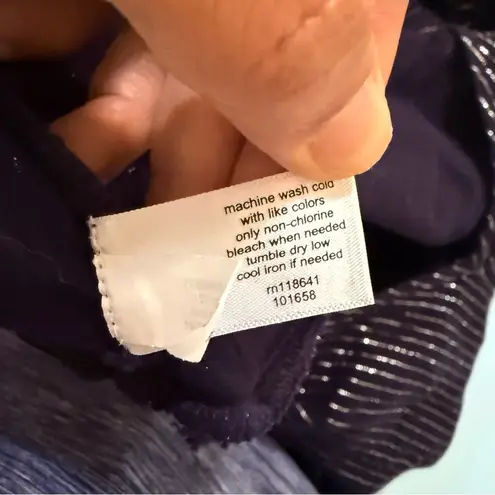 machine wash cold
with like colors
only non-chlorine
bleach when needed
tumble dry low
cool iron if needed
rn118641
101658